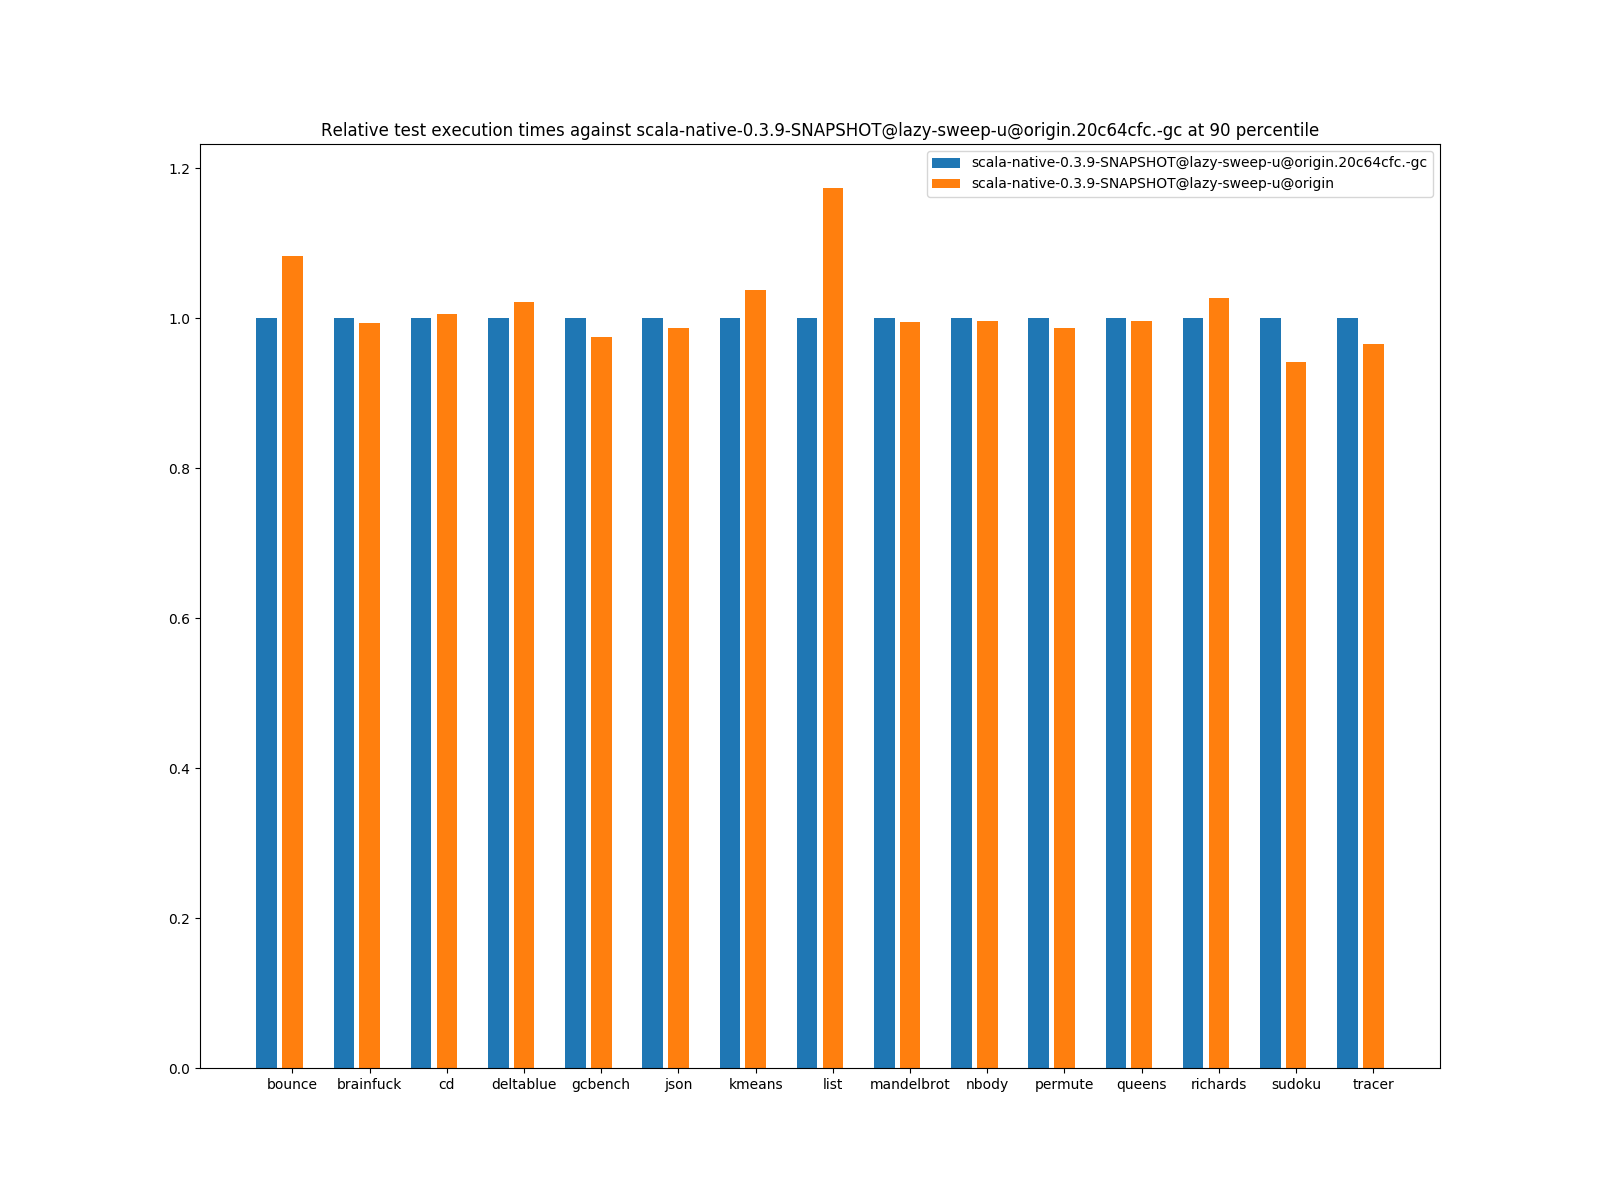 Relative test execution times against scala-native-0.3.9-SNAPSHOT@lazy-sweep-u@origin.20c64cfc.-gc at 90 percentile
scala-native-0.3.9-SNAPSHOT@lazy-sweep-u@origin.20c64cfc.-gc
scala-native-0.3.9-SNAPSHOT@lazy-sweep-u@origin
1.2
1.0
0.8
0.6
0.4
0.2
0.0
bounce brainfuck cd deltablue gcbench json kmeans list mandelbrot nbody permute queens richards sudoku tracer